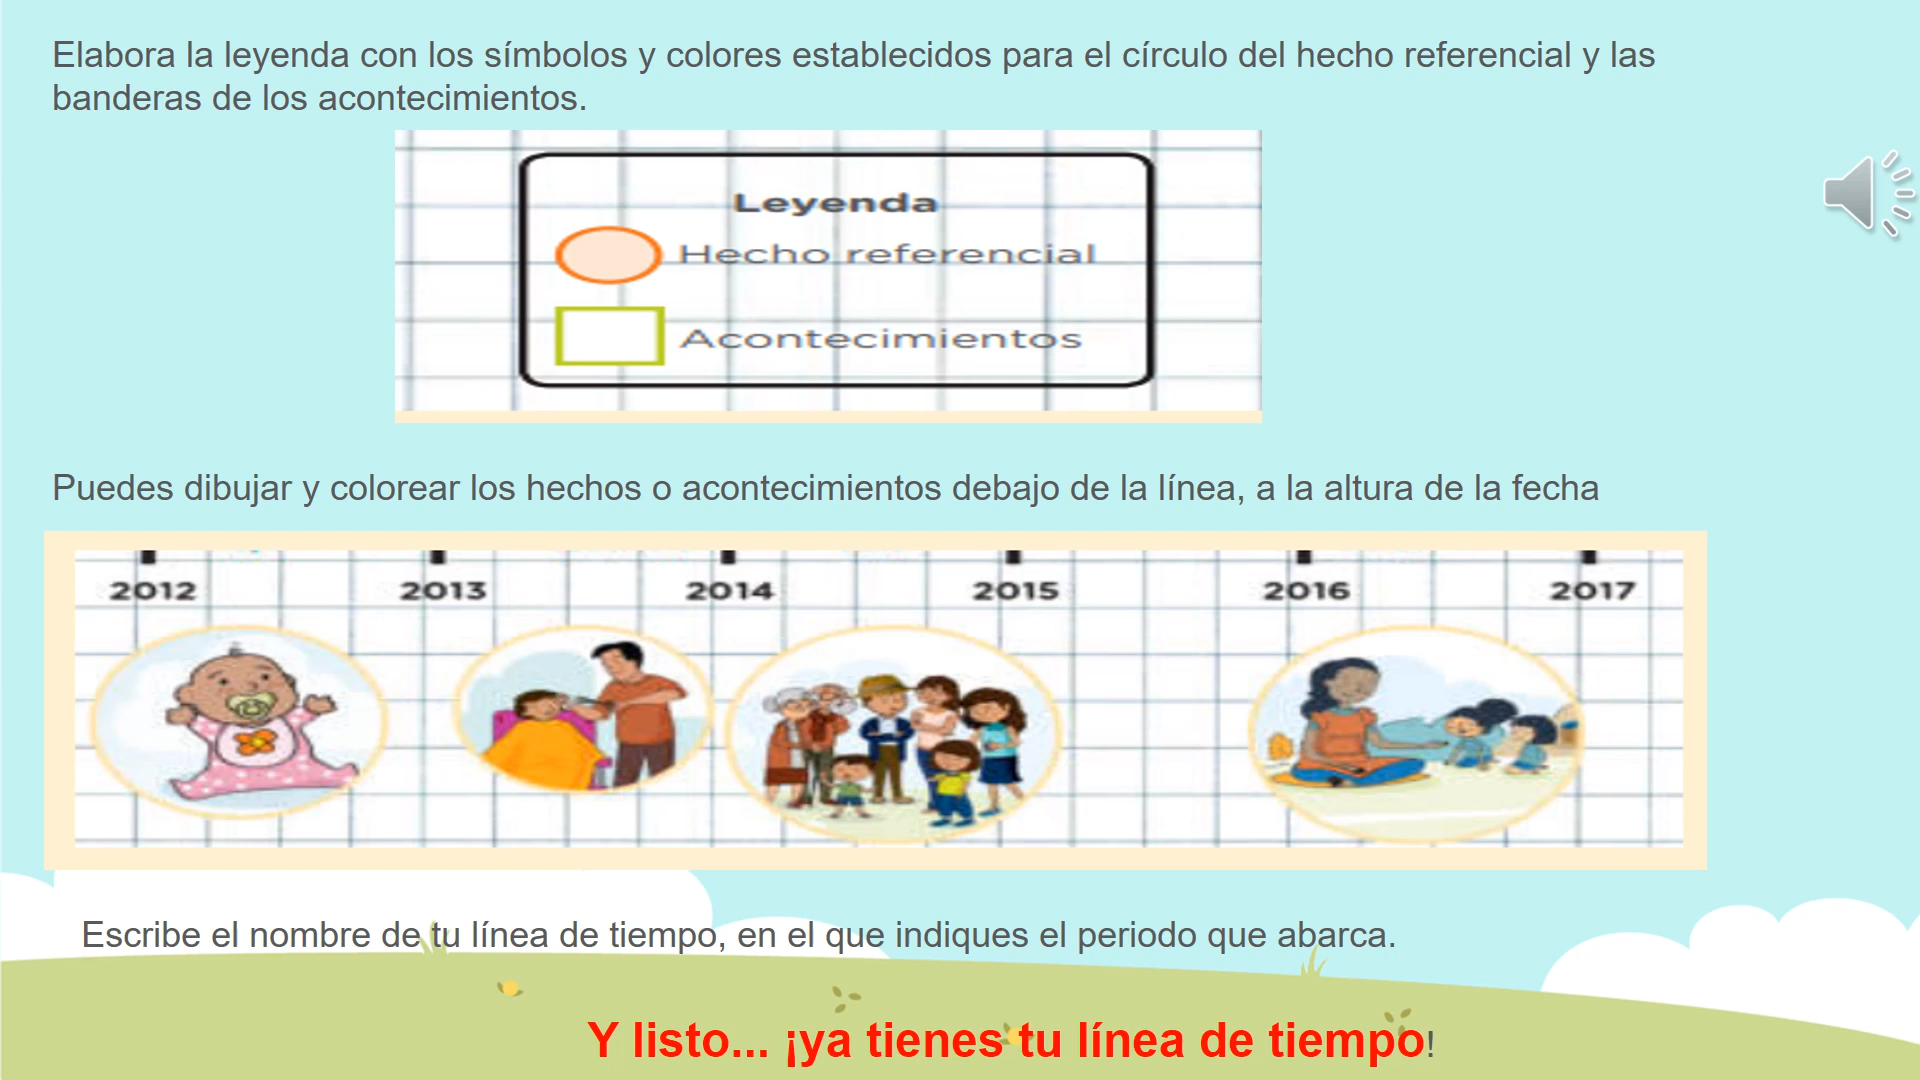 Elabora la leyenda con los símbolos y colores establecidos para el círculo del hecho referencial y las
banderas de los acontecimientos.
Leyenda
Hecho referencial
Acontecimientos
Puedes dibujar y colorear los hechos o acontecimientos debajo de la línea, a la altura de la fecha
2012 2013 2014 2015 2016 2017
Escribe el nombre de tu línea de tiempo, en el que indiques el periodo que abarca.
Y listo... ¡ya tienes tu línea de tiempo!